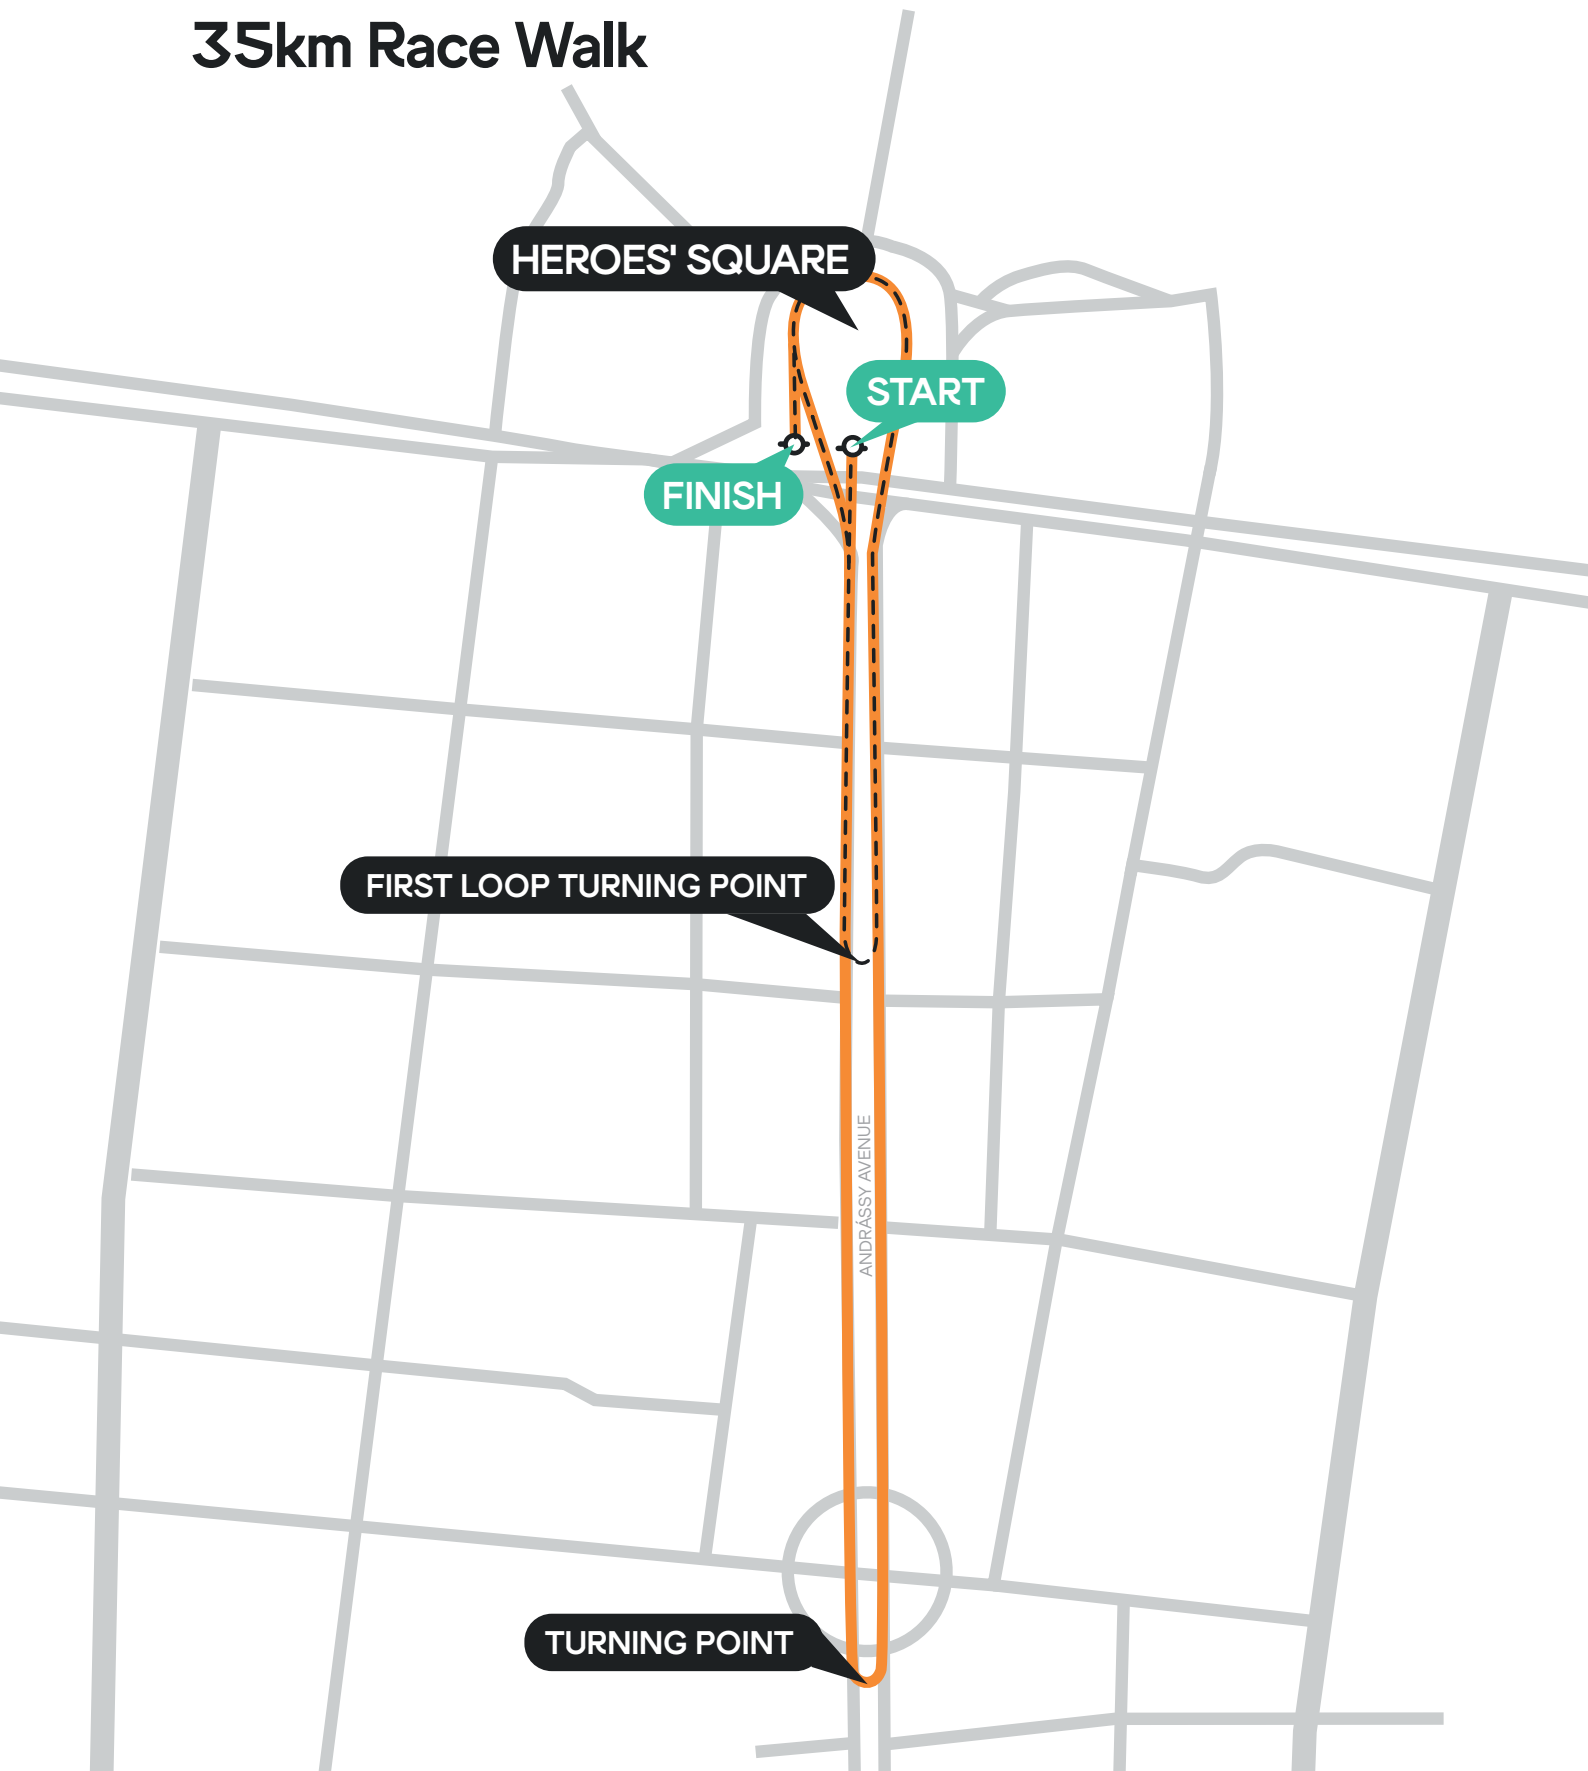 35km Race Walk
HEROES' SQUARE
START
FINISH
FIRST LOOP TURNING POINT
ANDRÁSSY AVENUE
TURNING POINT